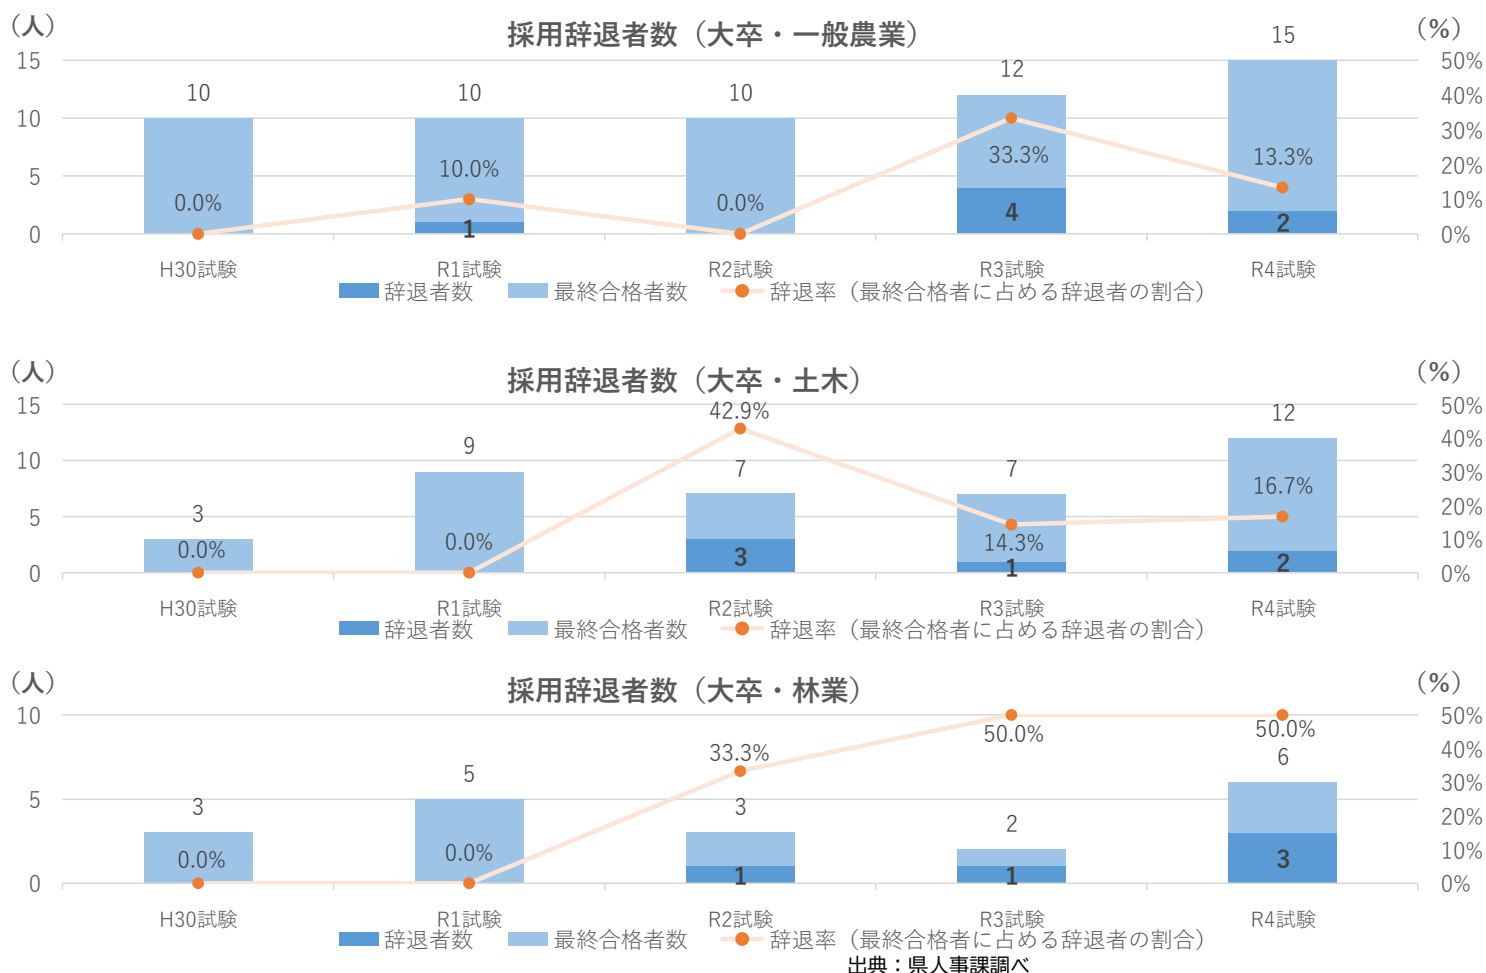 採用辞退者数（大卒・一般農業）
（人）
（%）
15
10
5
0
50%
40%
30%
20%
10%
0%
10
10
10
12
15
0.0%
10.0%
0.0%
33.3%
13.3%
1
4
2
H30試験
R1試験
R2試験
R3試験
R4試験
辞退者数
最終合格者数
辞退率（最終合格者に占める辞退者の割合）
採用辞退者数（大卒・土木）
（人）
（%）
15
10
5
0
50%
40%
30%
20%
10%
0%
3
9
7
7
12
0.0%
0.0%
42.9%
14.3%
16.7%
3
1
2
H30試験
R1試験
R2試験
R3試験
R4試験
辞退者数
最終合格者数
辞退率（最終合格者に占める辞退者の割合）
採用辞退者数（大卒・林業）
（人）
（%）
10
5
0
50%
40%
30%
20%
10%
0%
3
5
3
2
6
0.0%
0.0%
33.3%
50.0%
50.0%
1
1
3
H30試験
R1試験
R2試験
R3試験
R4試験
辞退者数
最終合格者数
辞退率（最終合格者に占める辞退者の割合）
出典：県人事課調べ